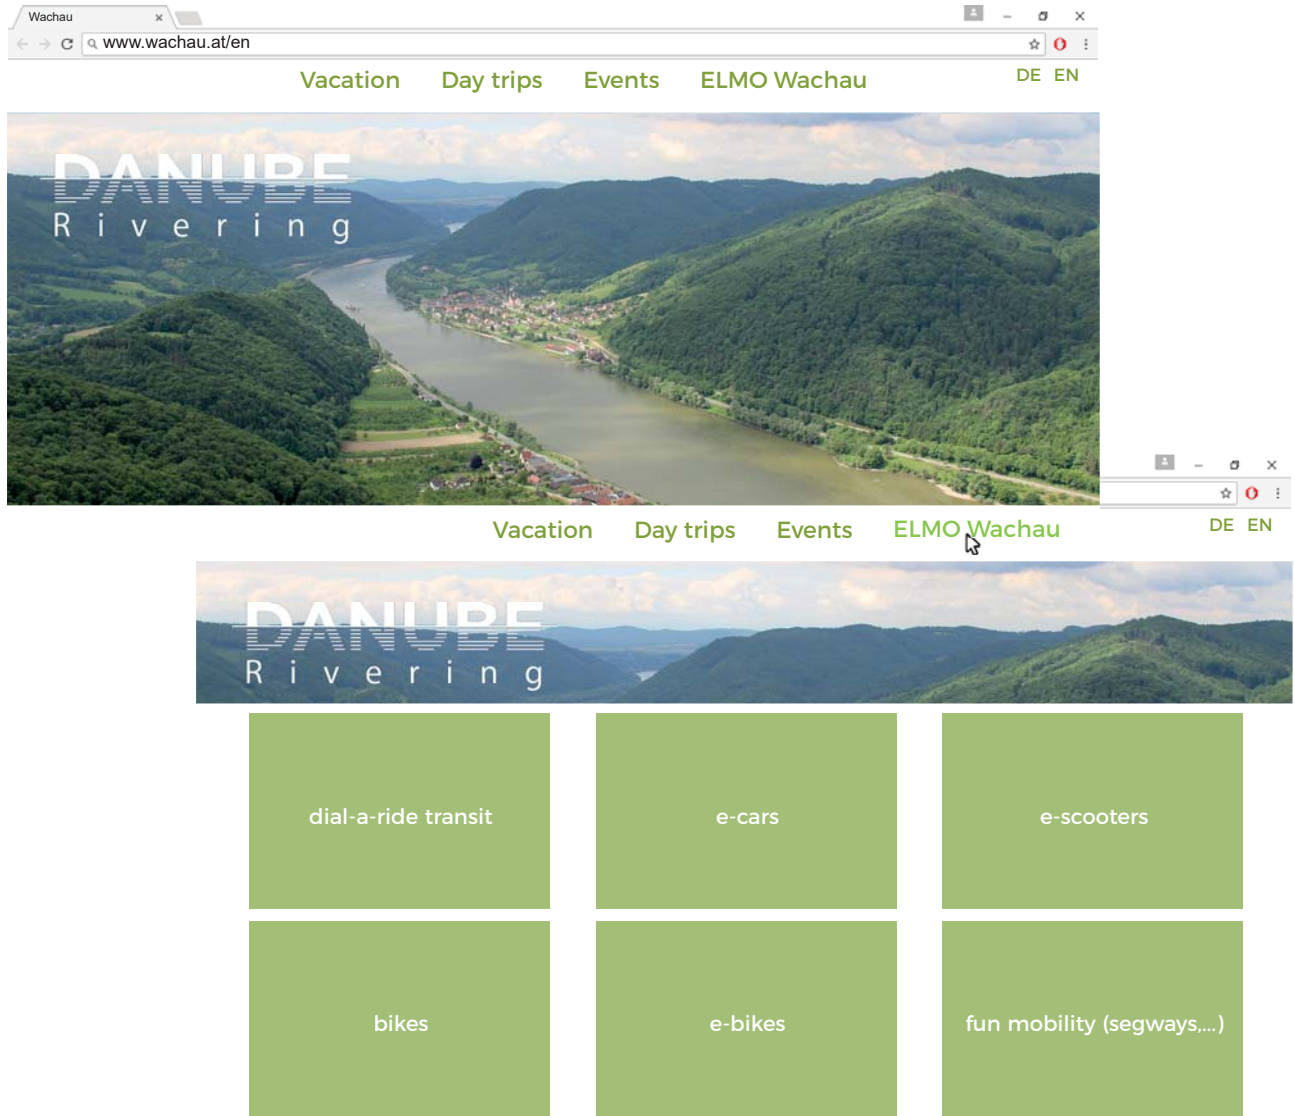 Wachau
www.wachau.at/en
Vacation Day trips Events ELMO Wachau DE EN
DANUBE
Rivering
Vacation Day trips Events ELMO Wachau DE EN
DANUBE
Rivering
dial-a-ride transit e-cars e-scooters
bikes e-bikes fun mobility (segways,...)